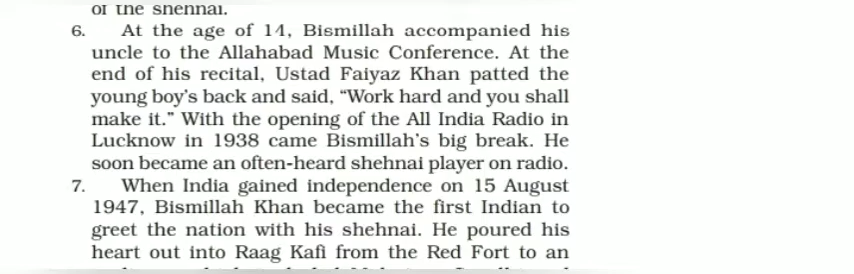 of the shehnai.
6. At the age of 14, Bismillah accompanied his
uncle to the Allahabad Music Conference. At the
end of his recital, Ustad Faiyaz Khan patted the
young boy's back and said, “Work hard and you shall
make it.” With the opening of the All India Radio in
Lucknow in 1938 came Bismillah's big break. He
soon became an often-heard shehnai player on radio.
7. When India gained independence on 15 August
1947, Bismillah Khan became the first Indian to
greet the nation with his shehnai. He poured his
heart out into Raag Kafi from the Red Fort to an